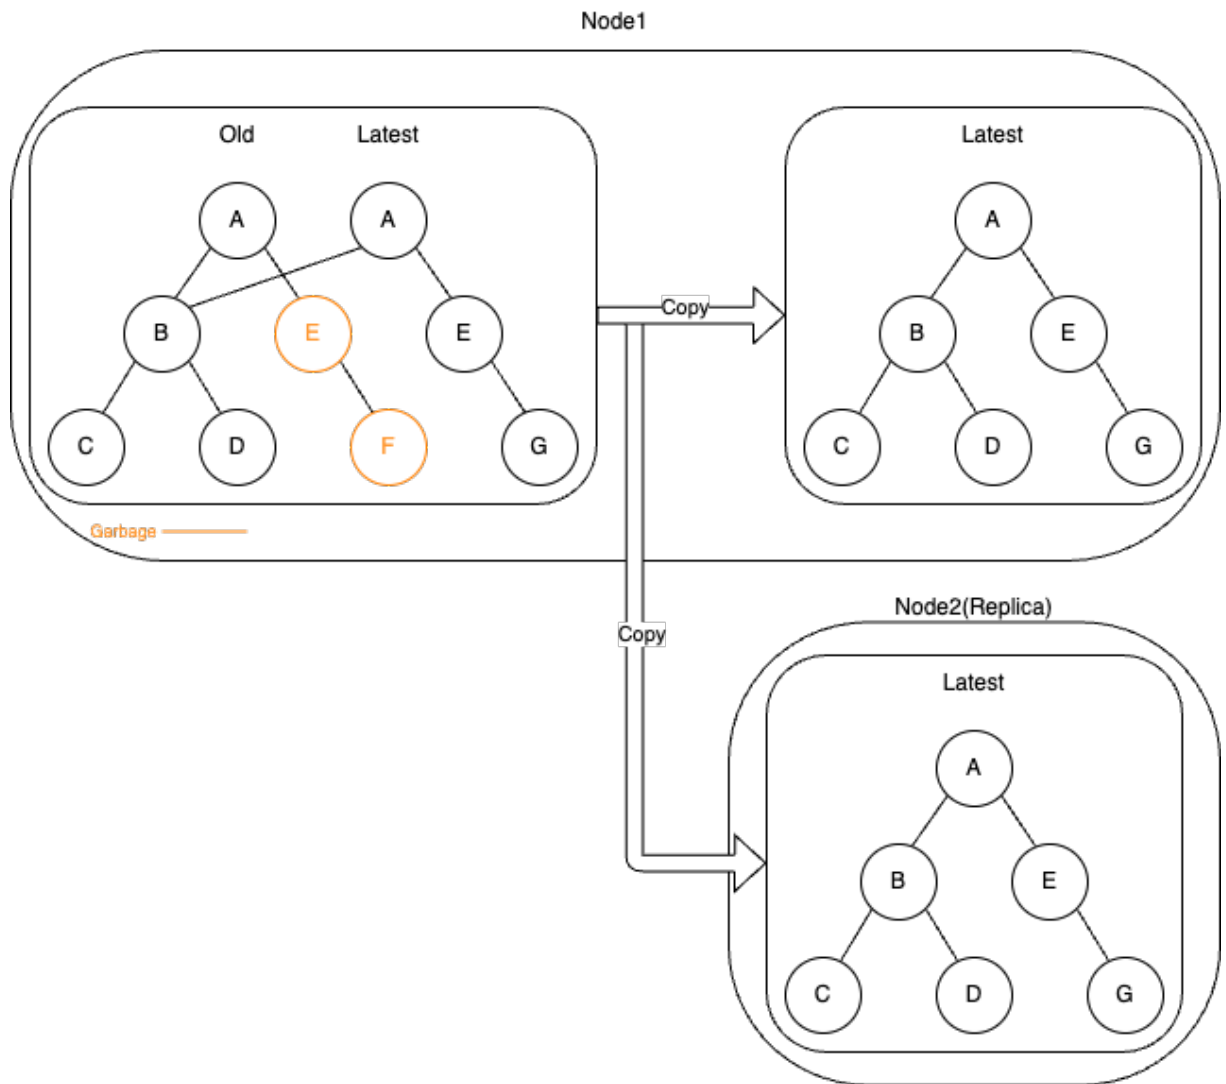 Node1
Old Latest
A A
B E E
C D F G
Garbage
Copy
Latest
A
B E
C D G
Copy
Node2(Replica)
Latest
A
B E
C D G